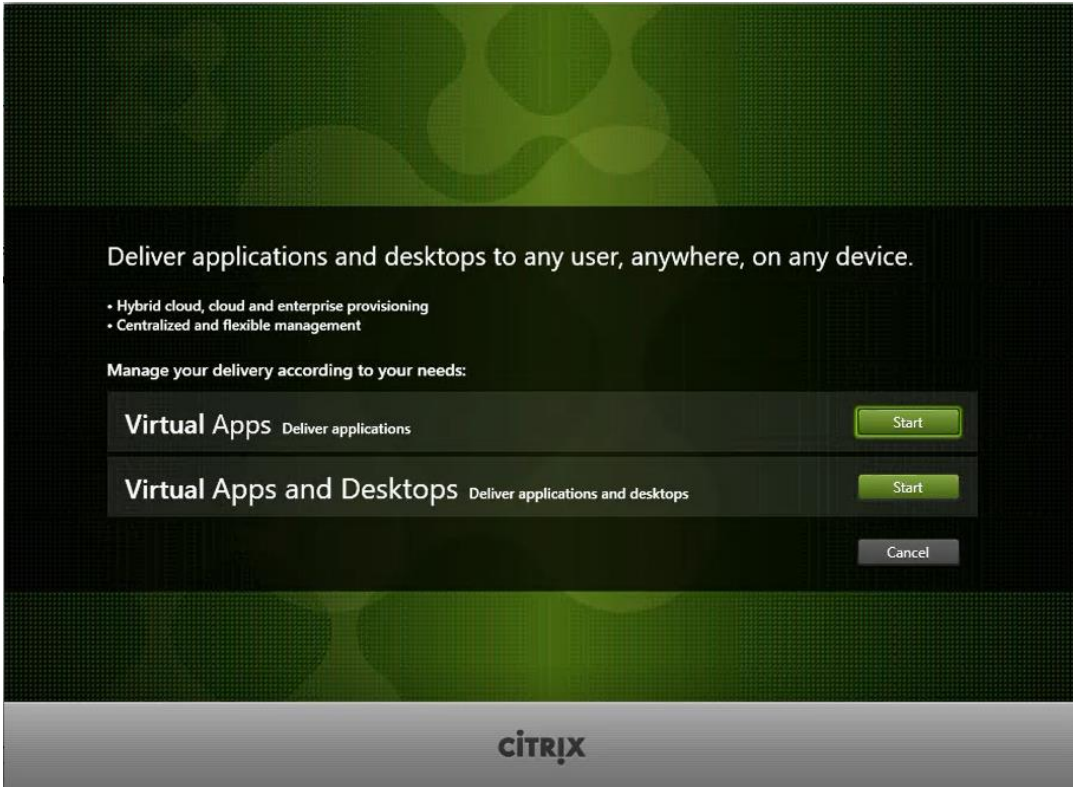 Deliver applications and desktops to any user, anywhere, on any device.
• Hybrid cloud, cloud and enterprise provisioning
• Centralized and flexible management
Manage your delivery according to your needs:
Virtual Apps Deliver applications Start
Virtual Apps and Desktops Deliver applications and desktops Start
Cancel
CİTRIX